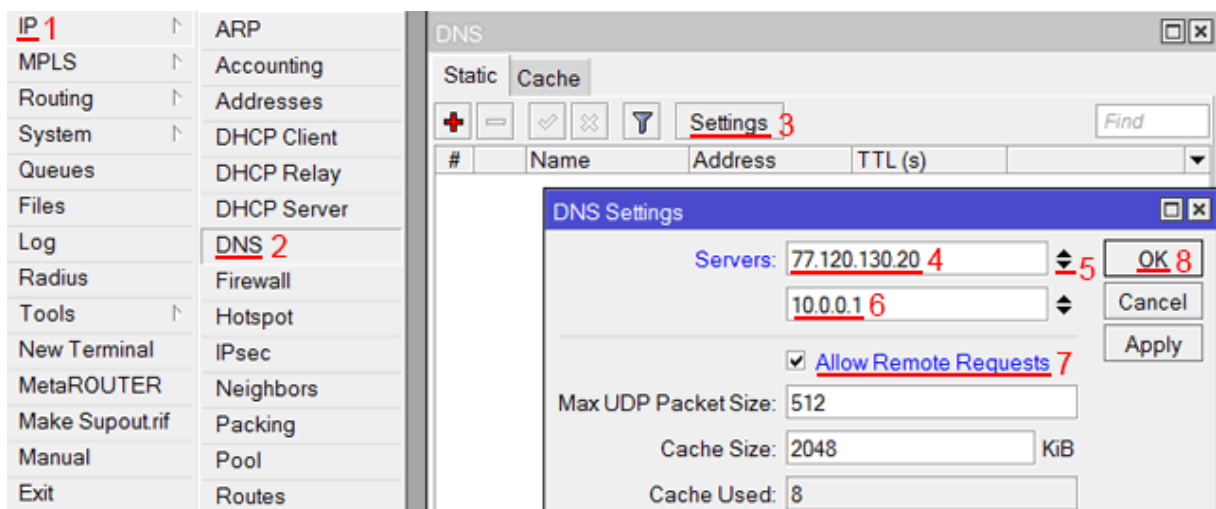 IP 1
MPLS
Routing
System
Queues
Files
Log
Radius
Tools
New Terminal
MetaROUTER
Make Supout.rif
Manual
Exit
ARP
Accounting
Addresses
DHCP Client
DHCP Relay
DHCP Server
DNS 2
Firewall
Hotspot
IPsec
Neighbors
Packing
Pool
Routes
DNS
Static Cache
Settings 3 Find
# Name Address TTL (s)
DNS Settings
Servers: 77.120.130.20 4 5 OK 8
10.0.0.1 6 Cancel
Allow Remote Requests 7 Apply
Max UDP Packet Size: 512
Cache Size: 2048 KiB
Cache Used: 8